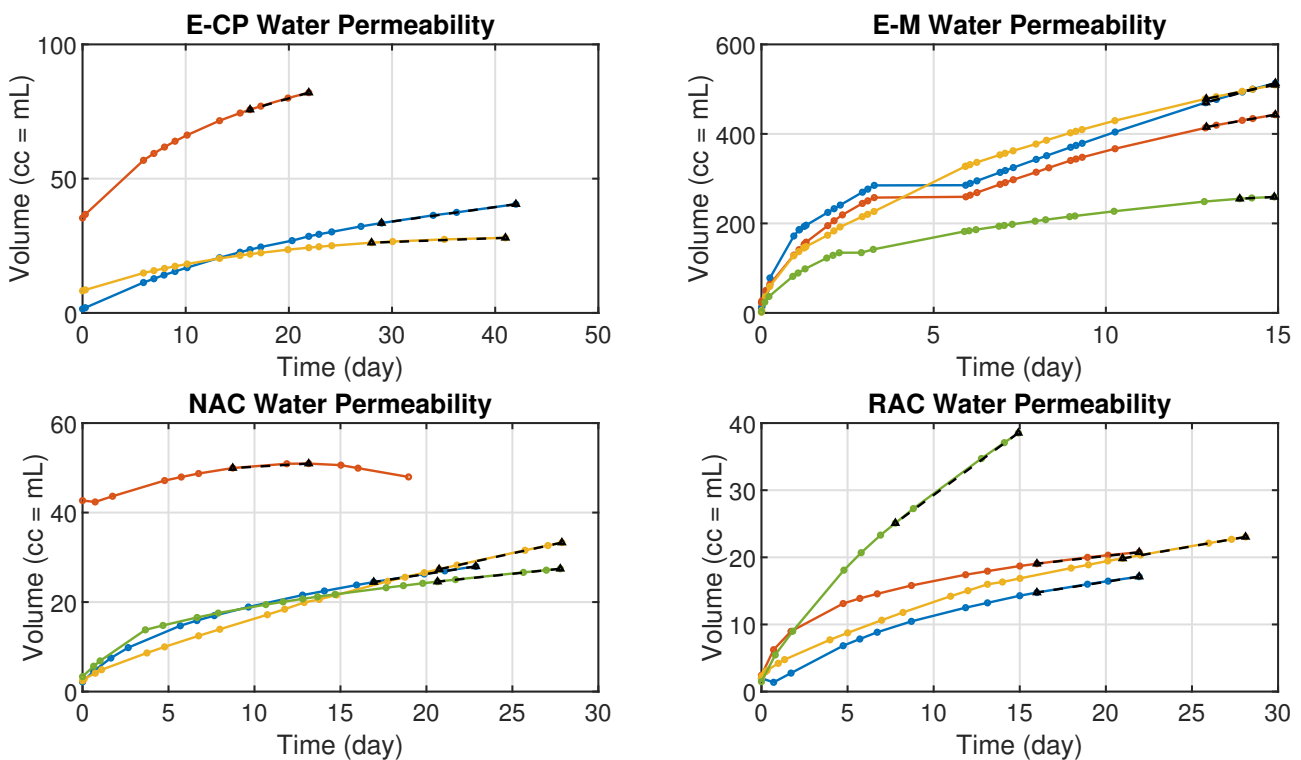 E-CP Water Permeability
100
50
0
Volume (cc = mL)
0 10 20 30 40 50
Time (day)
E-M Water Permeability
600
400
200
0
Volume (cc = mL)
0 5 10 15
Time (day)
NAC Water Permeability
60
40
20
0
Volume (cc = mL)
0 5 10 15 20 25 30
Time (day)
RAC Water Permeability
40
30
20
10
0
Volume (cc = mL)
0 5 10 15 20 25 30
Time (day)